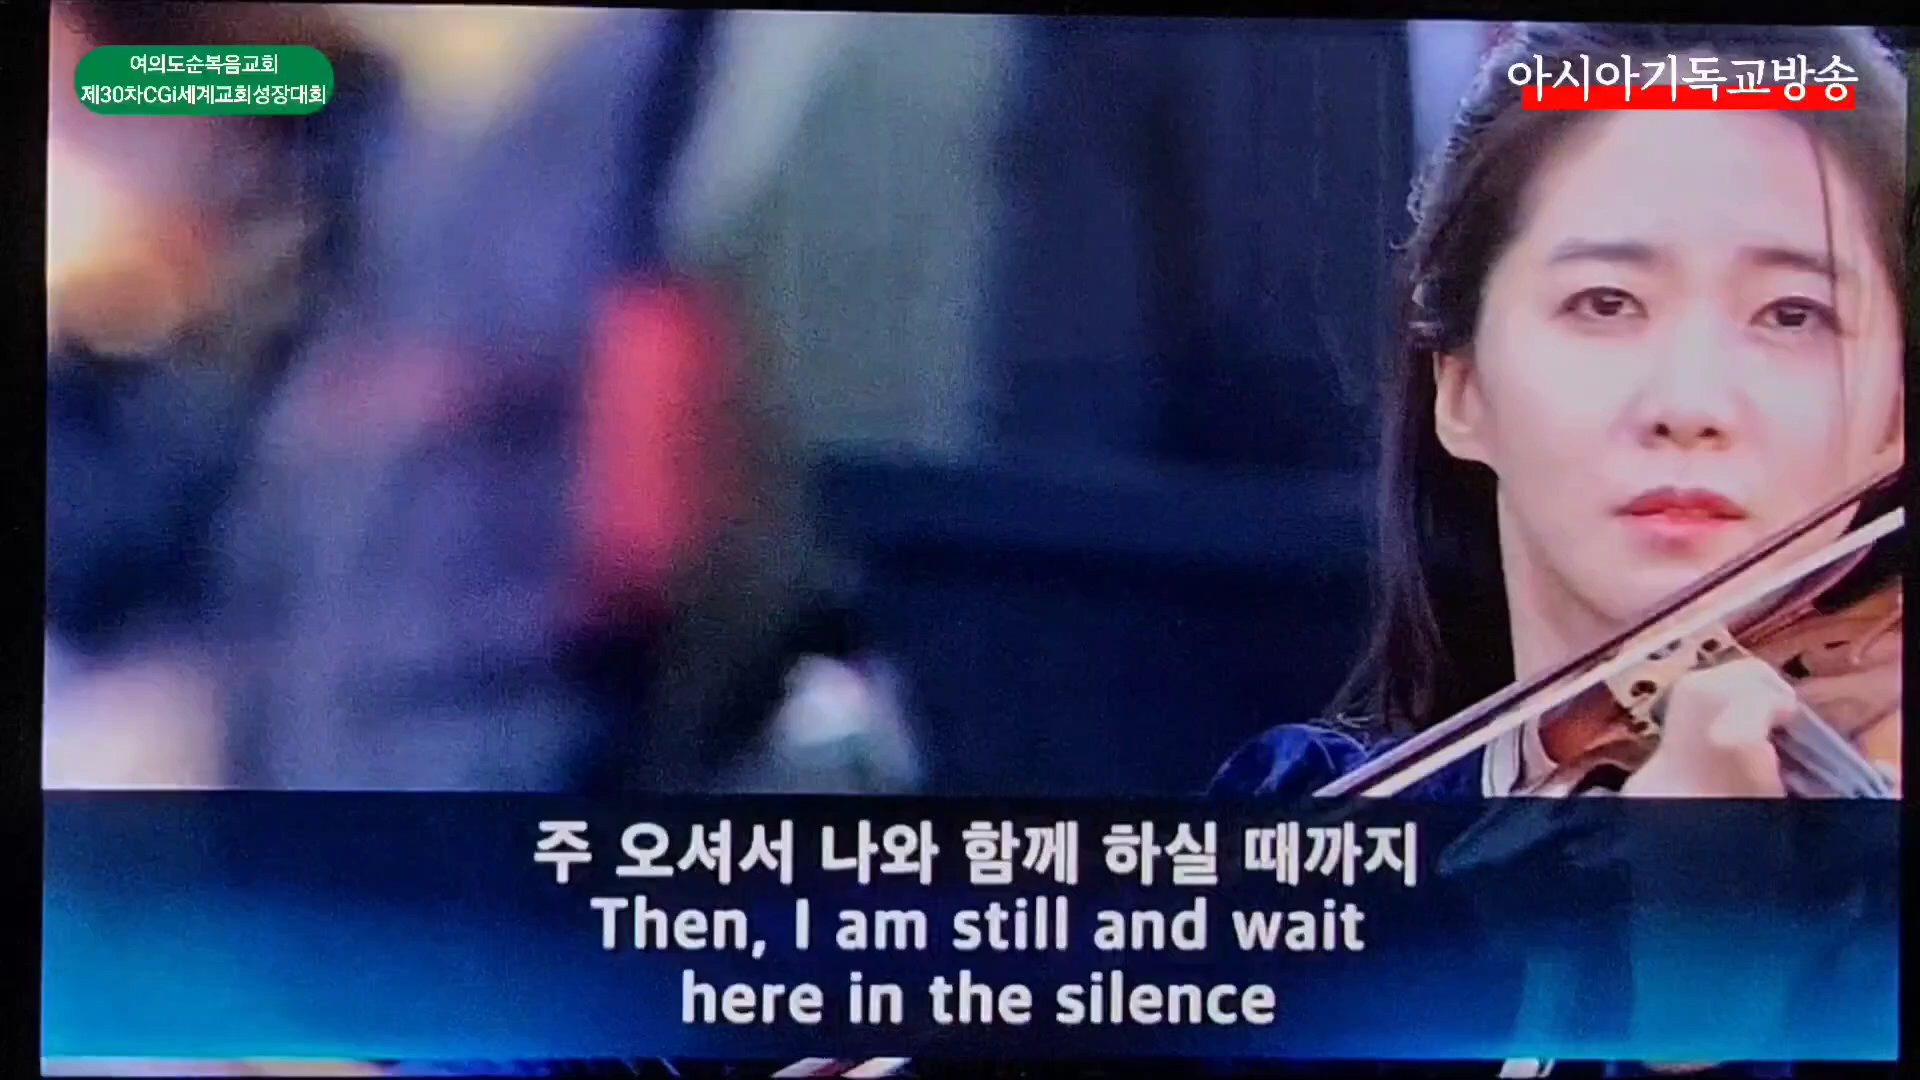 여의도순복음교회
제30차CGi세계교회성장대회
아시아기독교방송
주 오셔서 나와 함께 하실 때까지
Then, I am still and wait
here in the silence